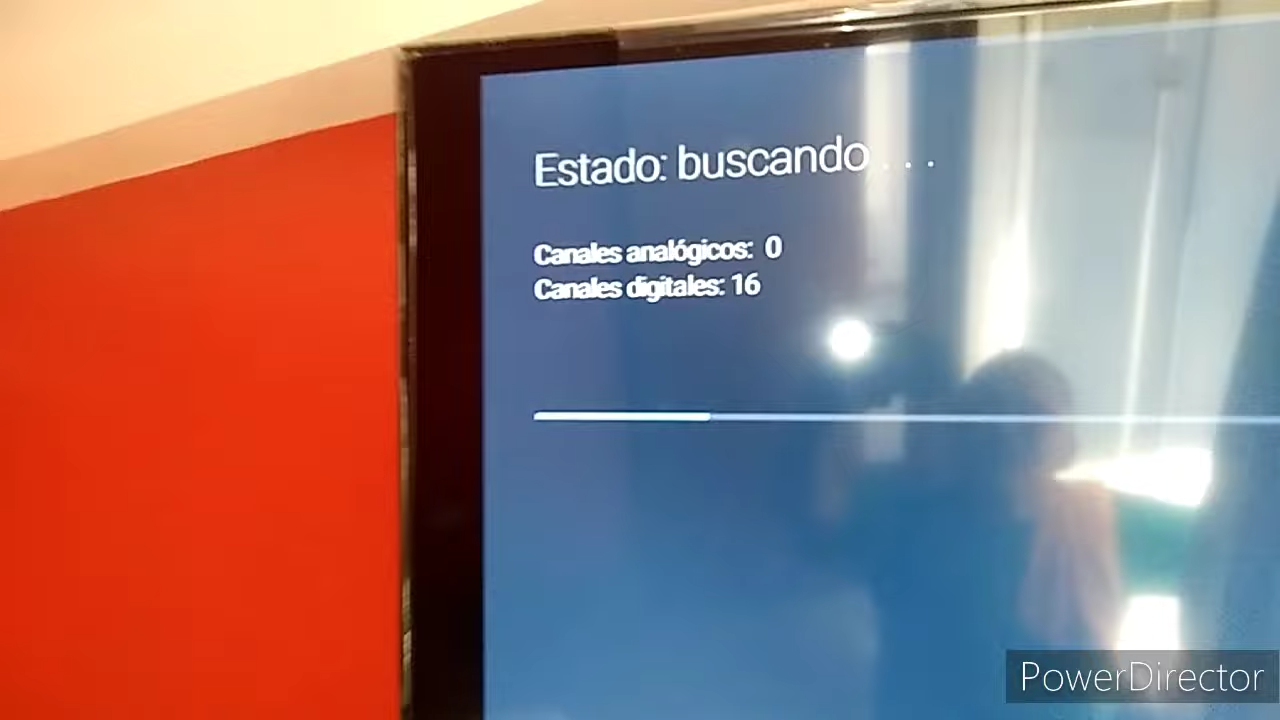 Estado: buscando . . .
Canales analógicos: 0
Canales digitales: 16
PowerDirector